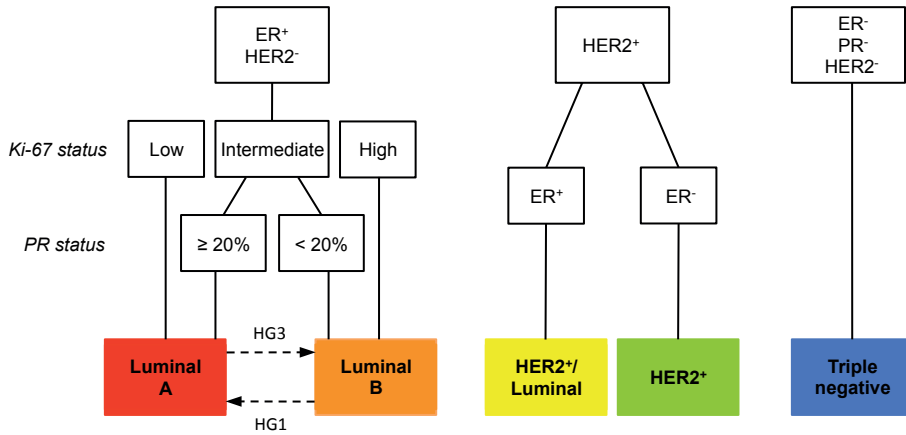 ER⁺
HER2⁻
HER2⁺
ER⁻
PR⁻
HER2⁻
Ki-67 status
Low
Intermediate
High
ER⁺
ER⁻
PR status
≥ 20%
< 20%
HG3
Luminal
A
Luminal
B
HER2⁺/
Luminal
HER2⁺
Triple
negative
HG1